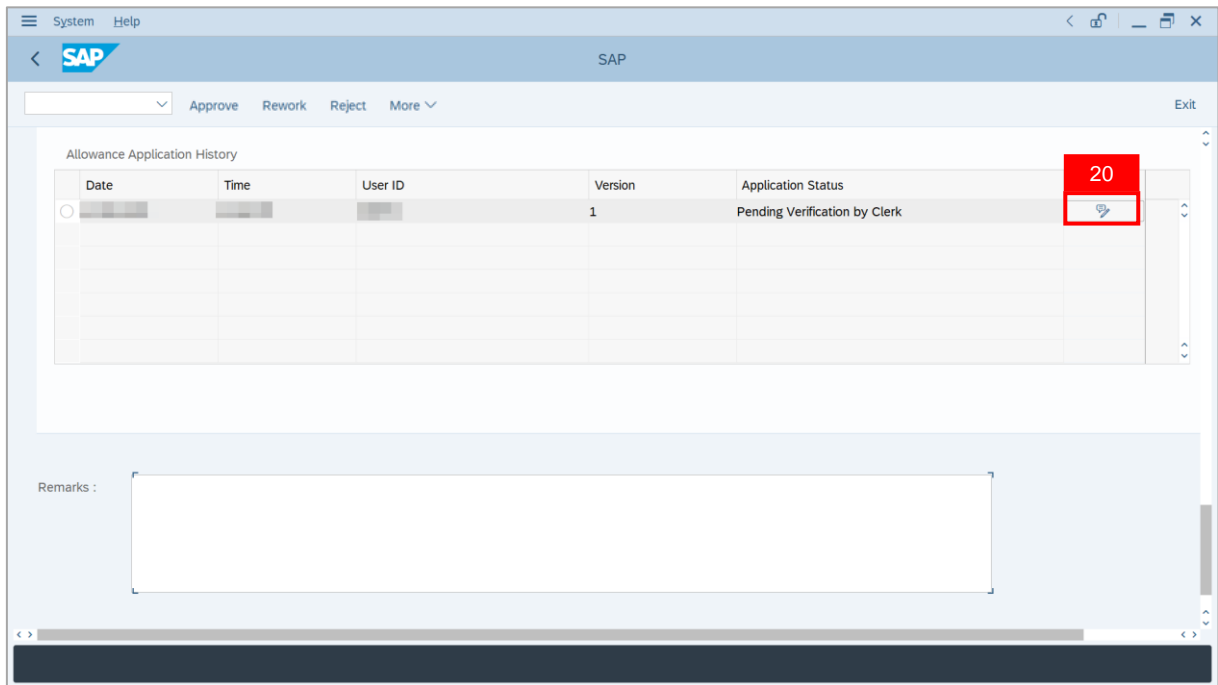 System Help
SAP
SAP
Approve Rework Reject More Exit
Allowance Application History
20
Date Time User ID Version Application Status
1 Pending Verification by Clerk
Remarks :